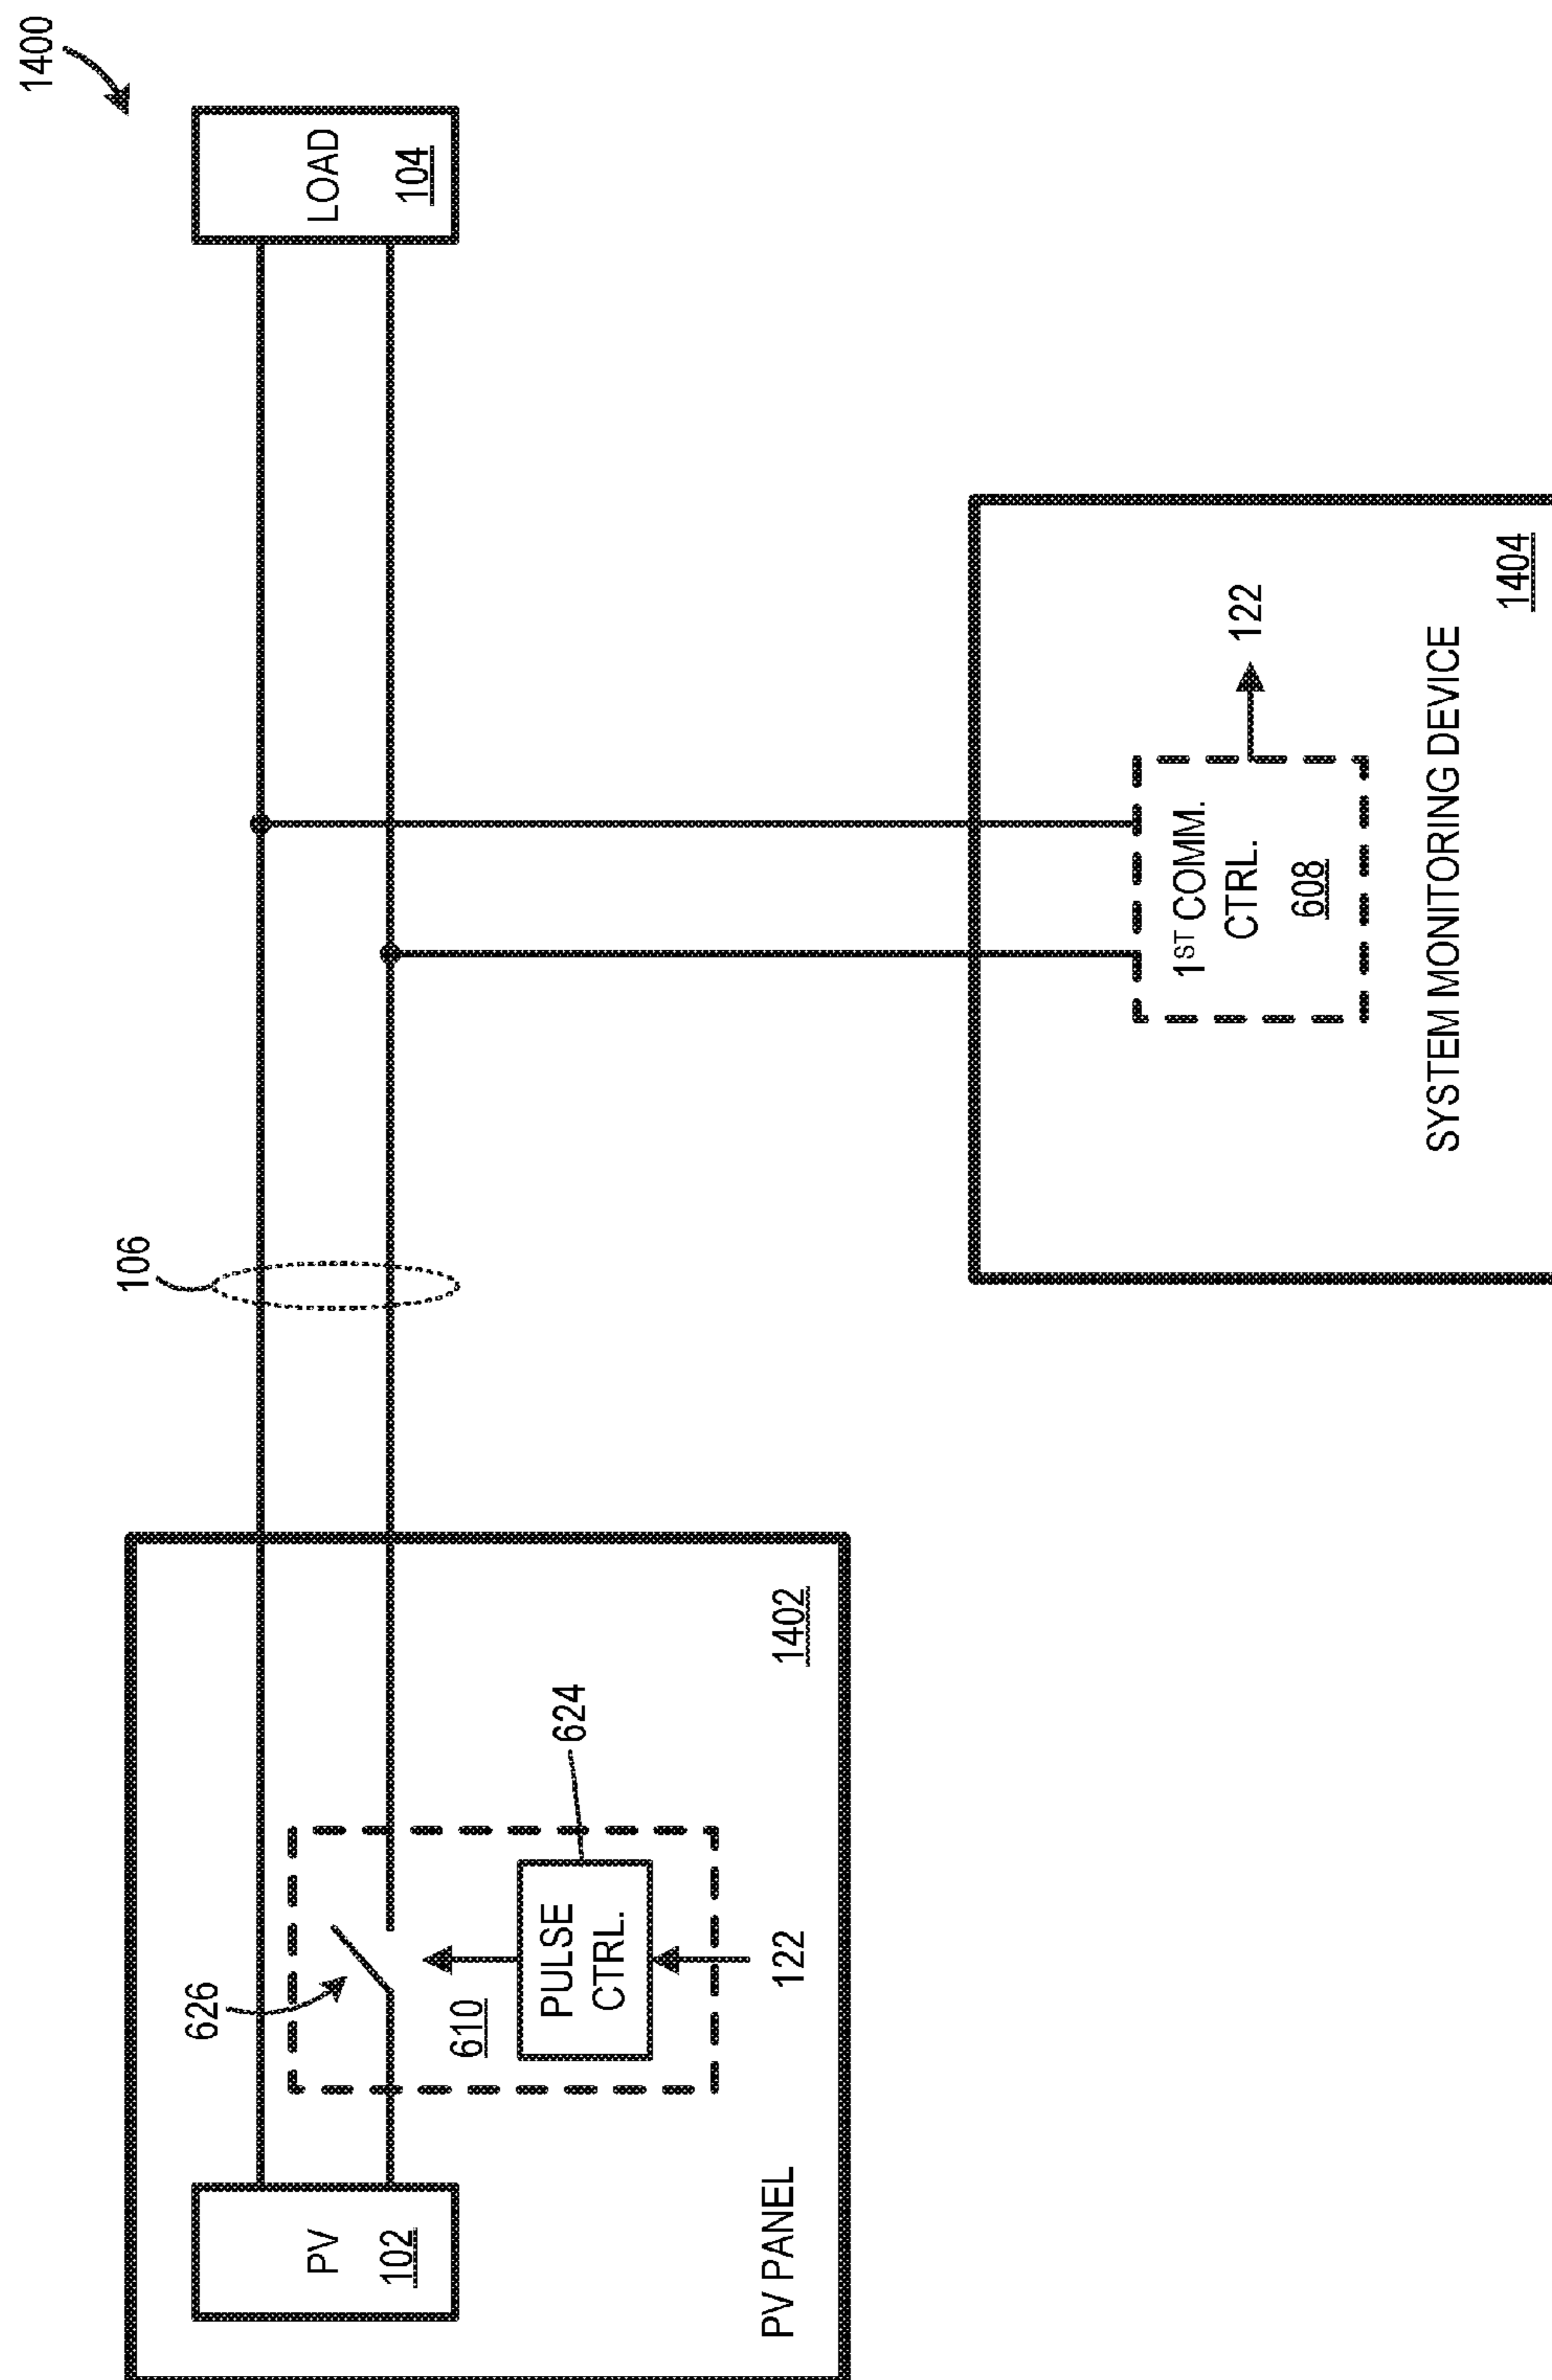 1400
LOAD
104
106
626
PV
102
610
PULSE
CTRL.
624
122
PV PANEL
1402
1ST COMM.
CTRL.
608
122
SYSTEM MONITORING DEVICE
1404